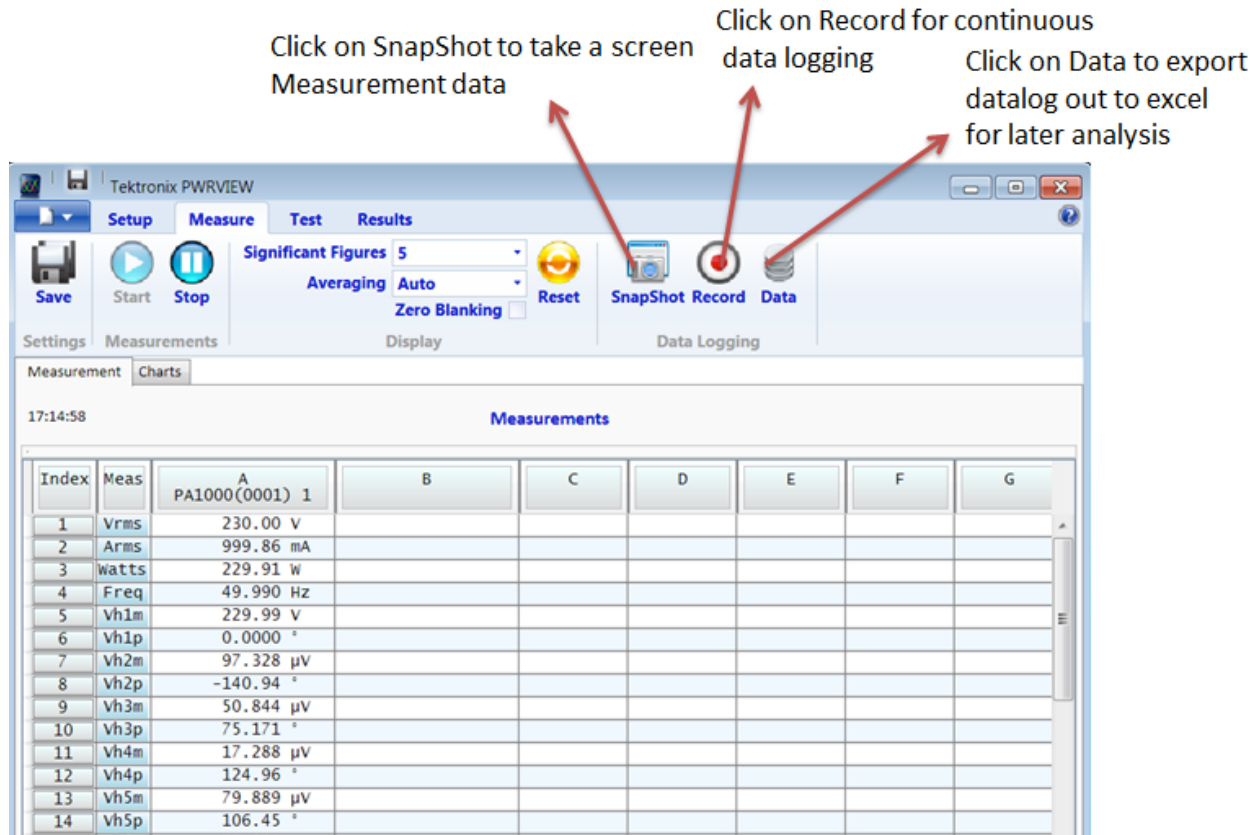 Click on Record for continuous
data logging
Click on SnapShot to take a screen
Measurement data
Click on Data to export
datalog out to excel
for later analysis
Tektronix PWRVIEW
Setup Measure Test Results
Save Start Stop Significant Figures 5 Reset SnapShot Record Data
Averaging Auto
Zero Blanking
Settings Measurements Display Data Logging
Measurement Charts
17:14:58 Measurements
Index Meas A B C D E F G
PA1000(0001) 1
1 Vrms 230.00 V
2 Arms 999.86 mA
3 Watts 229.91 W
4 Freq 49.990 Hz
5 Vh1m 229.99 V
6 Vh1p 0.0000 °
7 Vh2m 97.328 µV
8 Vh2p -140.94 °
9 Vh3m 50.844 µV
10 Vh3p 75.171 °
11 Vh4m 17.288 µV
12 Vh4p 124.96 °
13 Vh5m 79.889 µV
14 Vh5p 106.45 °